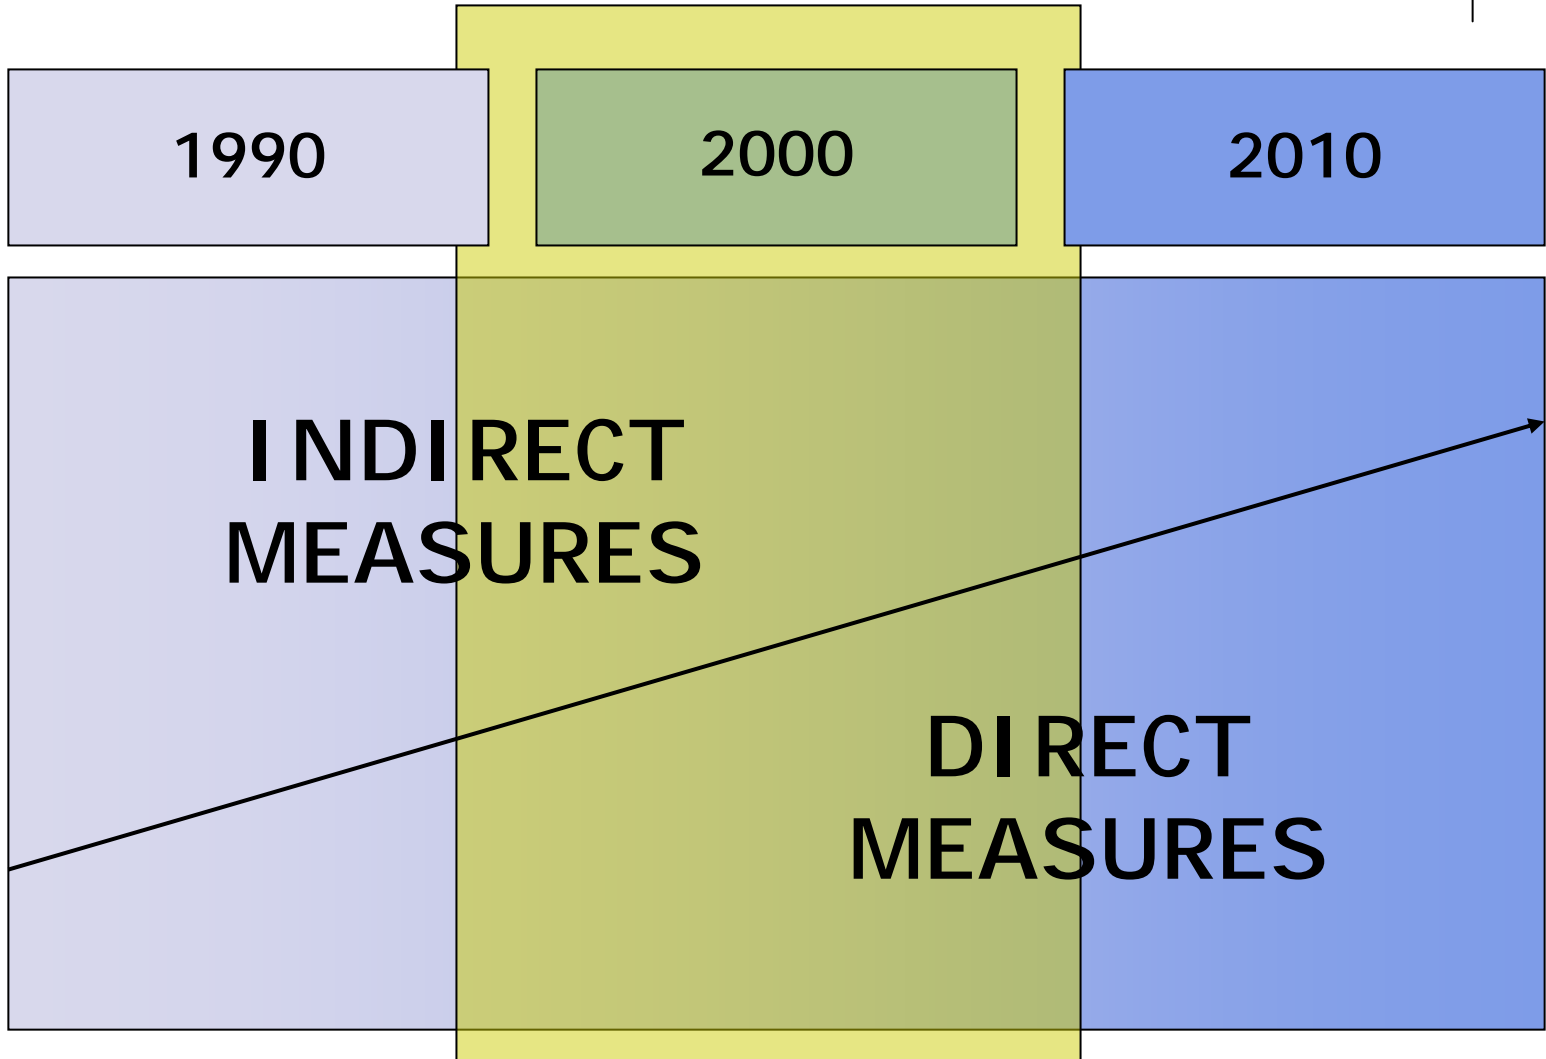 1990
2000
2010
INDIRECT
MEASURES
DIRECT
MEASURES